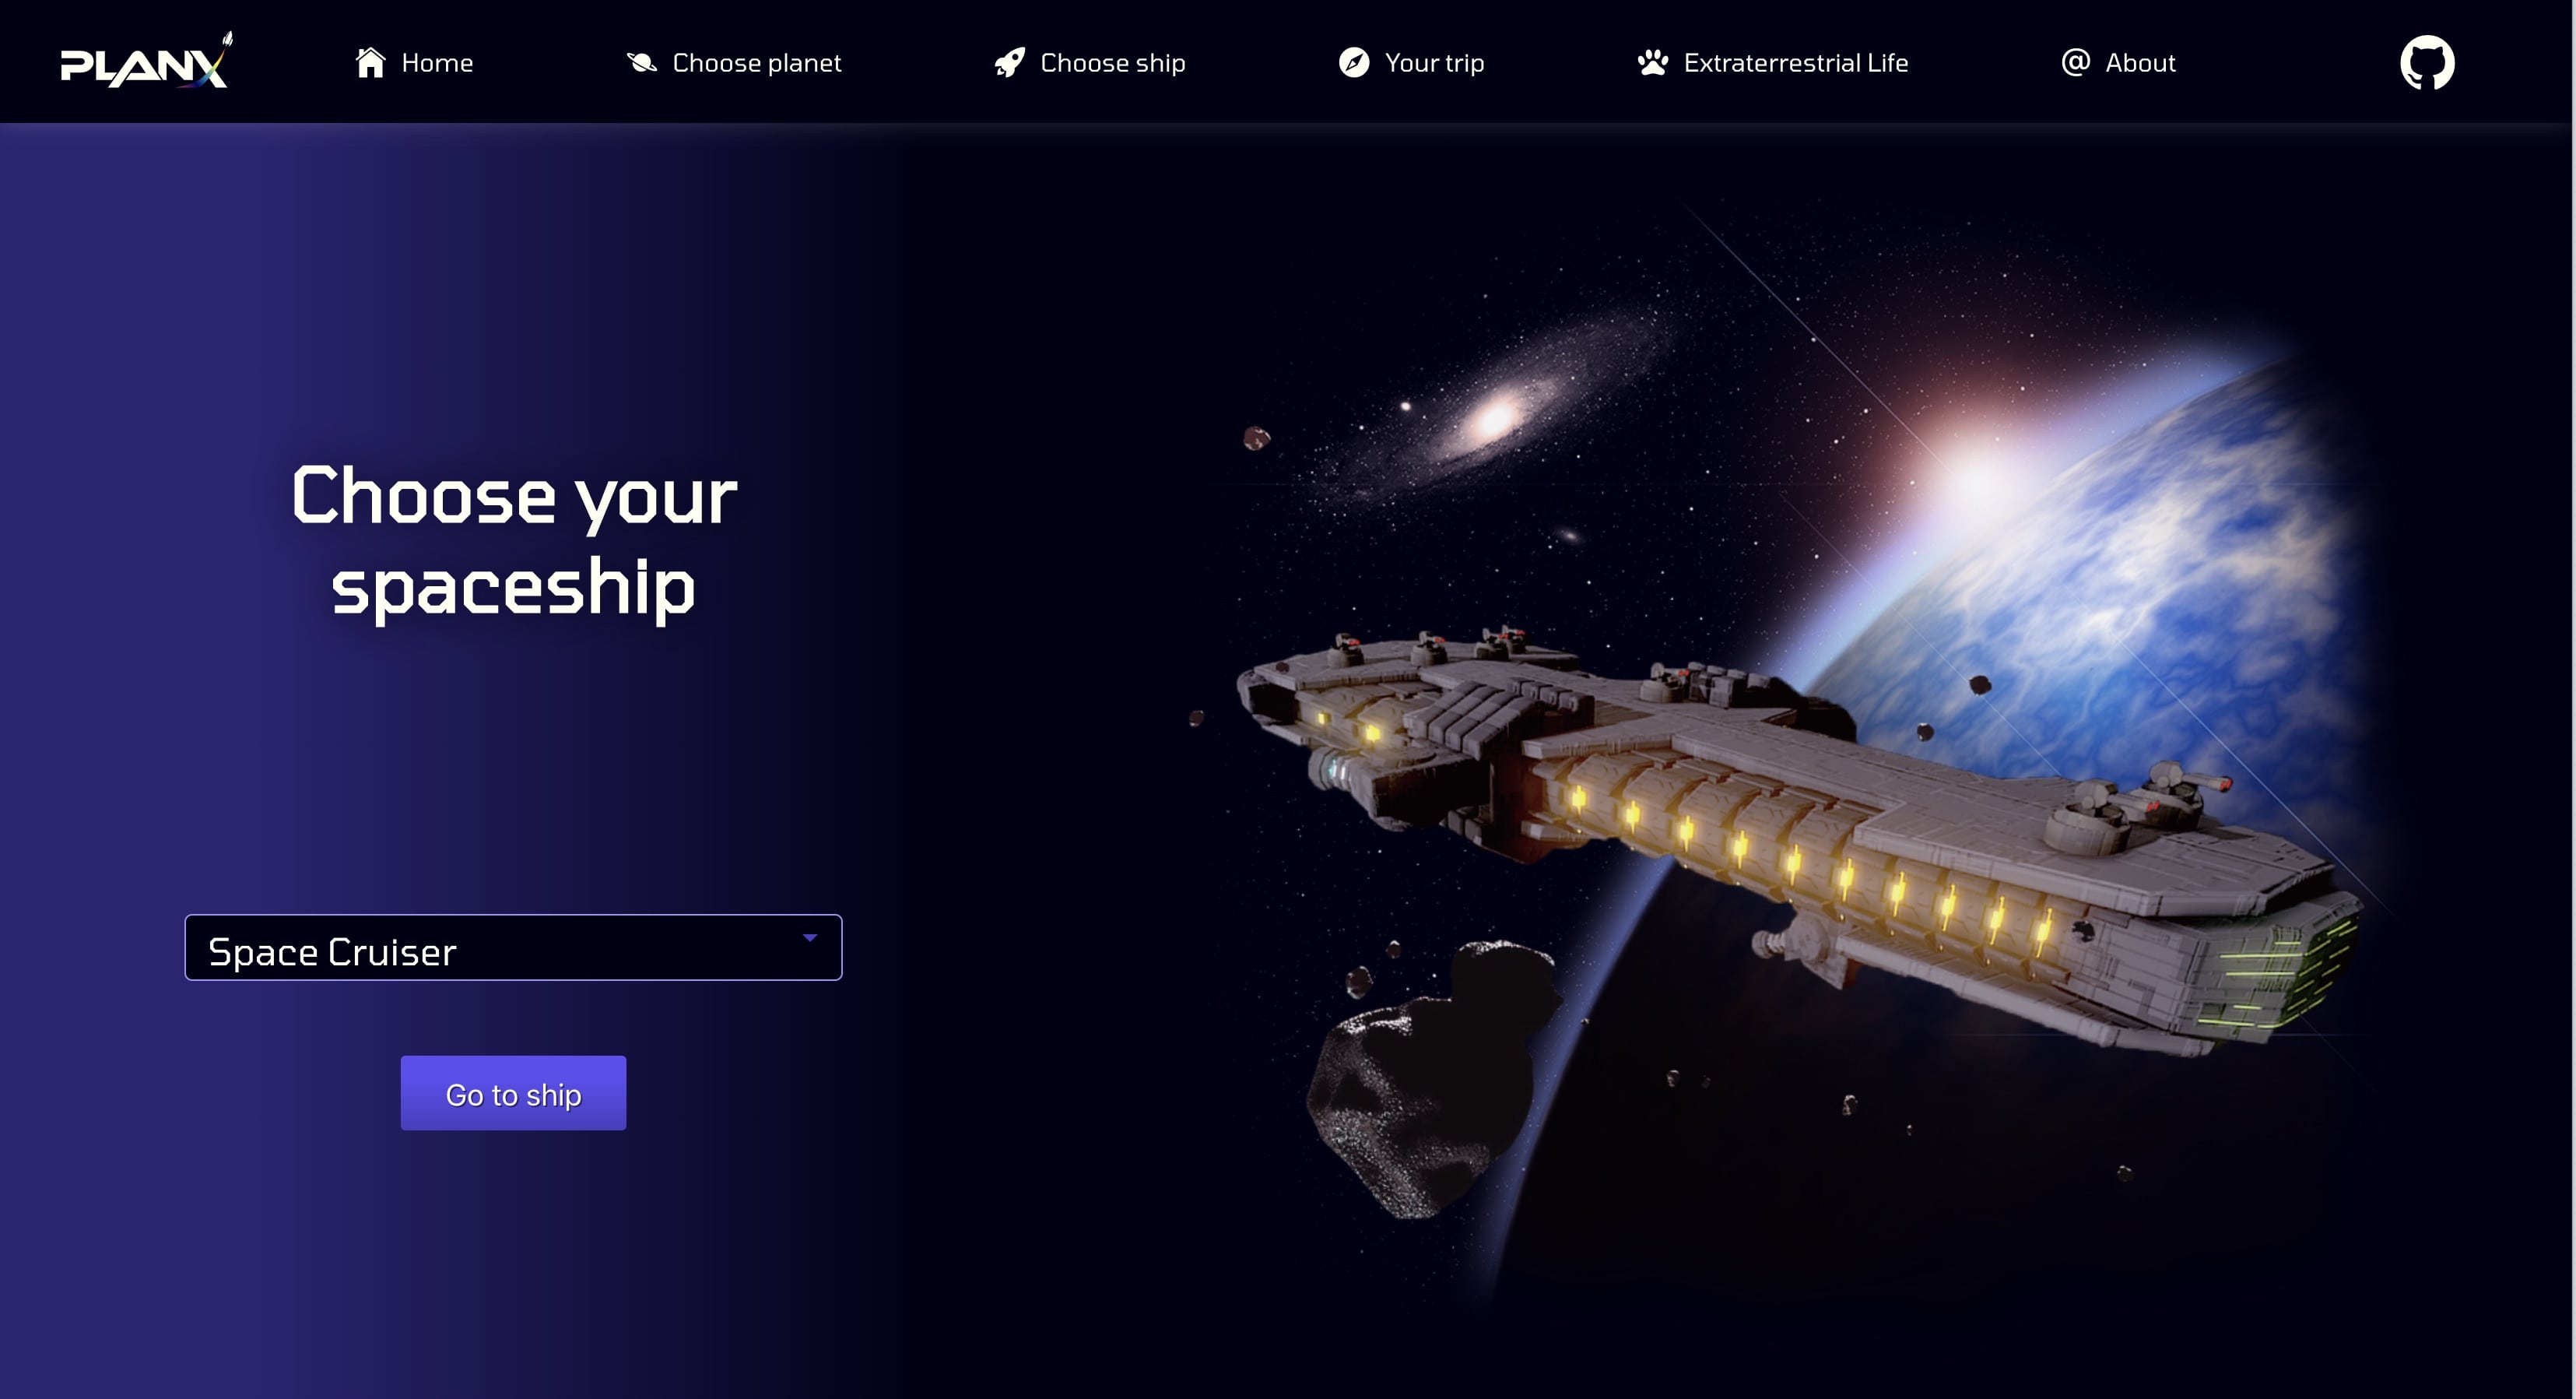 PLANX
Home
Choose planet
Choose ship
Your trip
Extraterrestrial Life
About
Choose your
spaceship
Space Cruiser
Go to ship